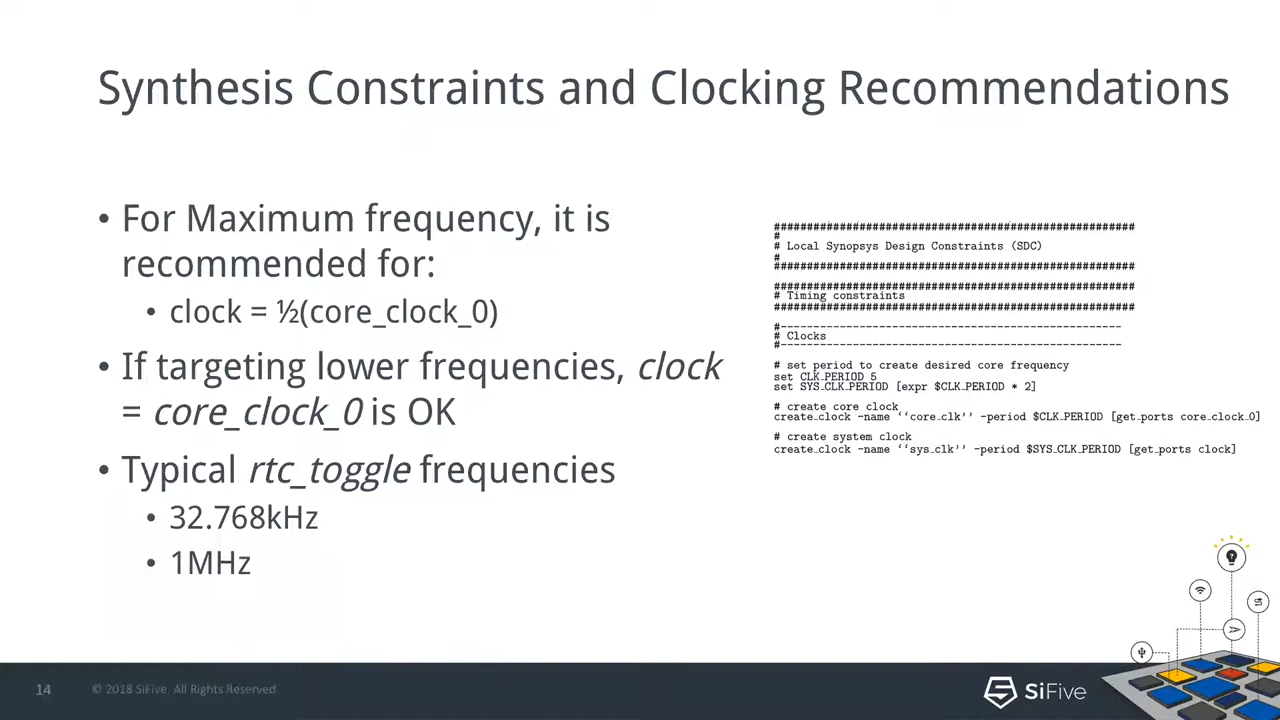 Synthesis Constraints and Clocking Recommendations
• For Maximum frequency, it is
recommended for:
• clock = ½(core_clock_0)
• If targeting lower frequencies, clock
= core_clock_0 is OK
• Typical rtc_toggle frequencies
• 32.768kHz
• 1MHz
#######################################################
#
# Local Synopsys Design Constraints (SDC)
#
#######################################################
#######################################################
# Timing constraints
#######################################################
#----------------------------------------------------
# Clocks
#----------------------------------------------------
# set period to create desired core frequency
set CLK_PERIOD 5
set SYS_CLK_PERIOD [expr $CLK_PERIOD * 2]
# create core clock
create_clock -name ‘‘core_clk’’ -period $CLK_PERIOD [get_ports core_clock_0]
# create system clock
create_clock -name ‘‘sys_clk’’ -period $SYS_CLK_PERIOD [get_ports clock]
14
© 2018 SiFive. All Rights Reserved
SiFive